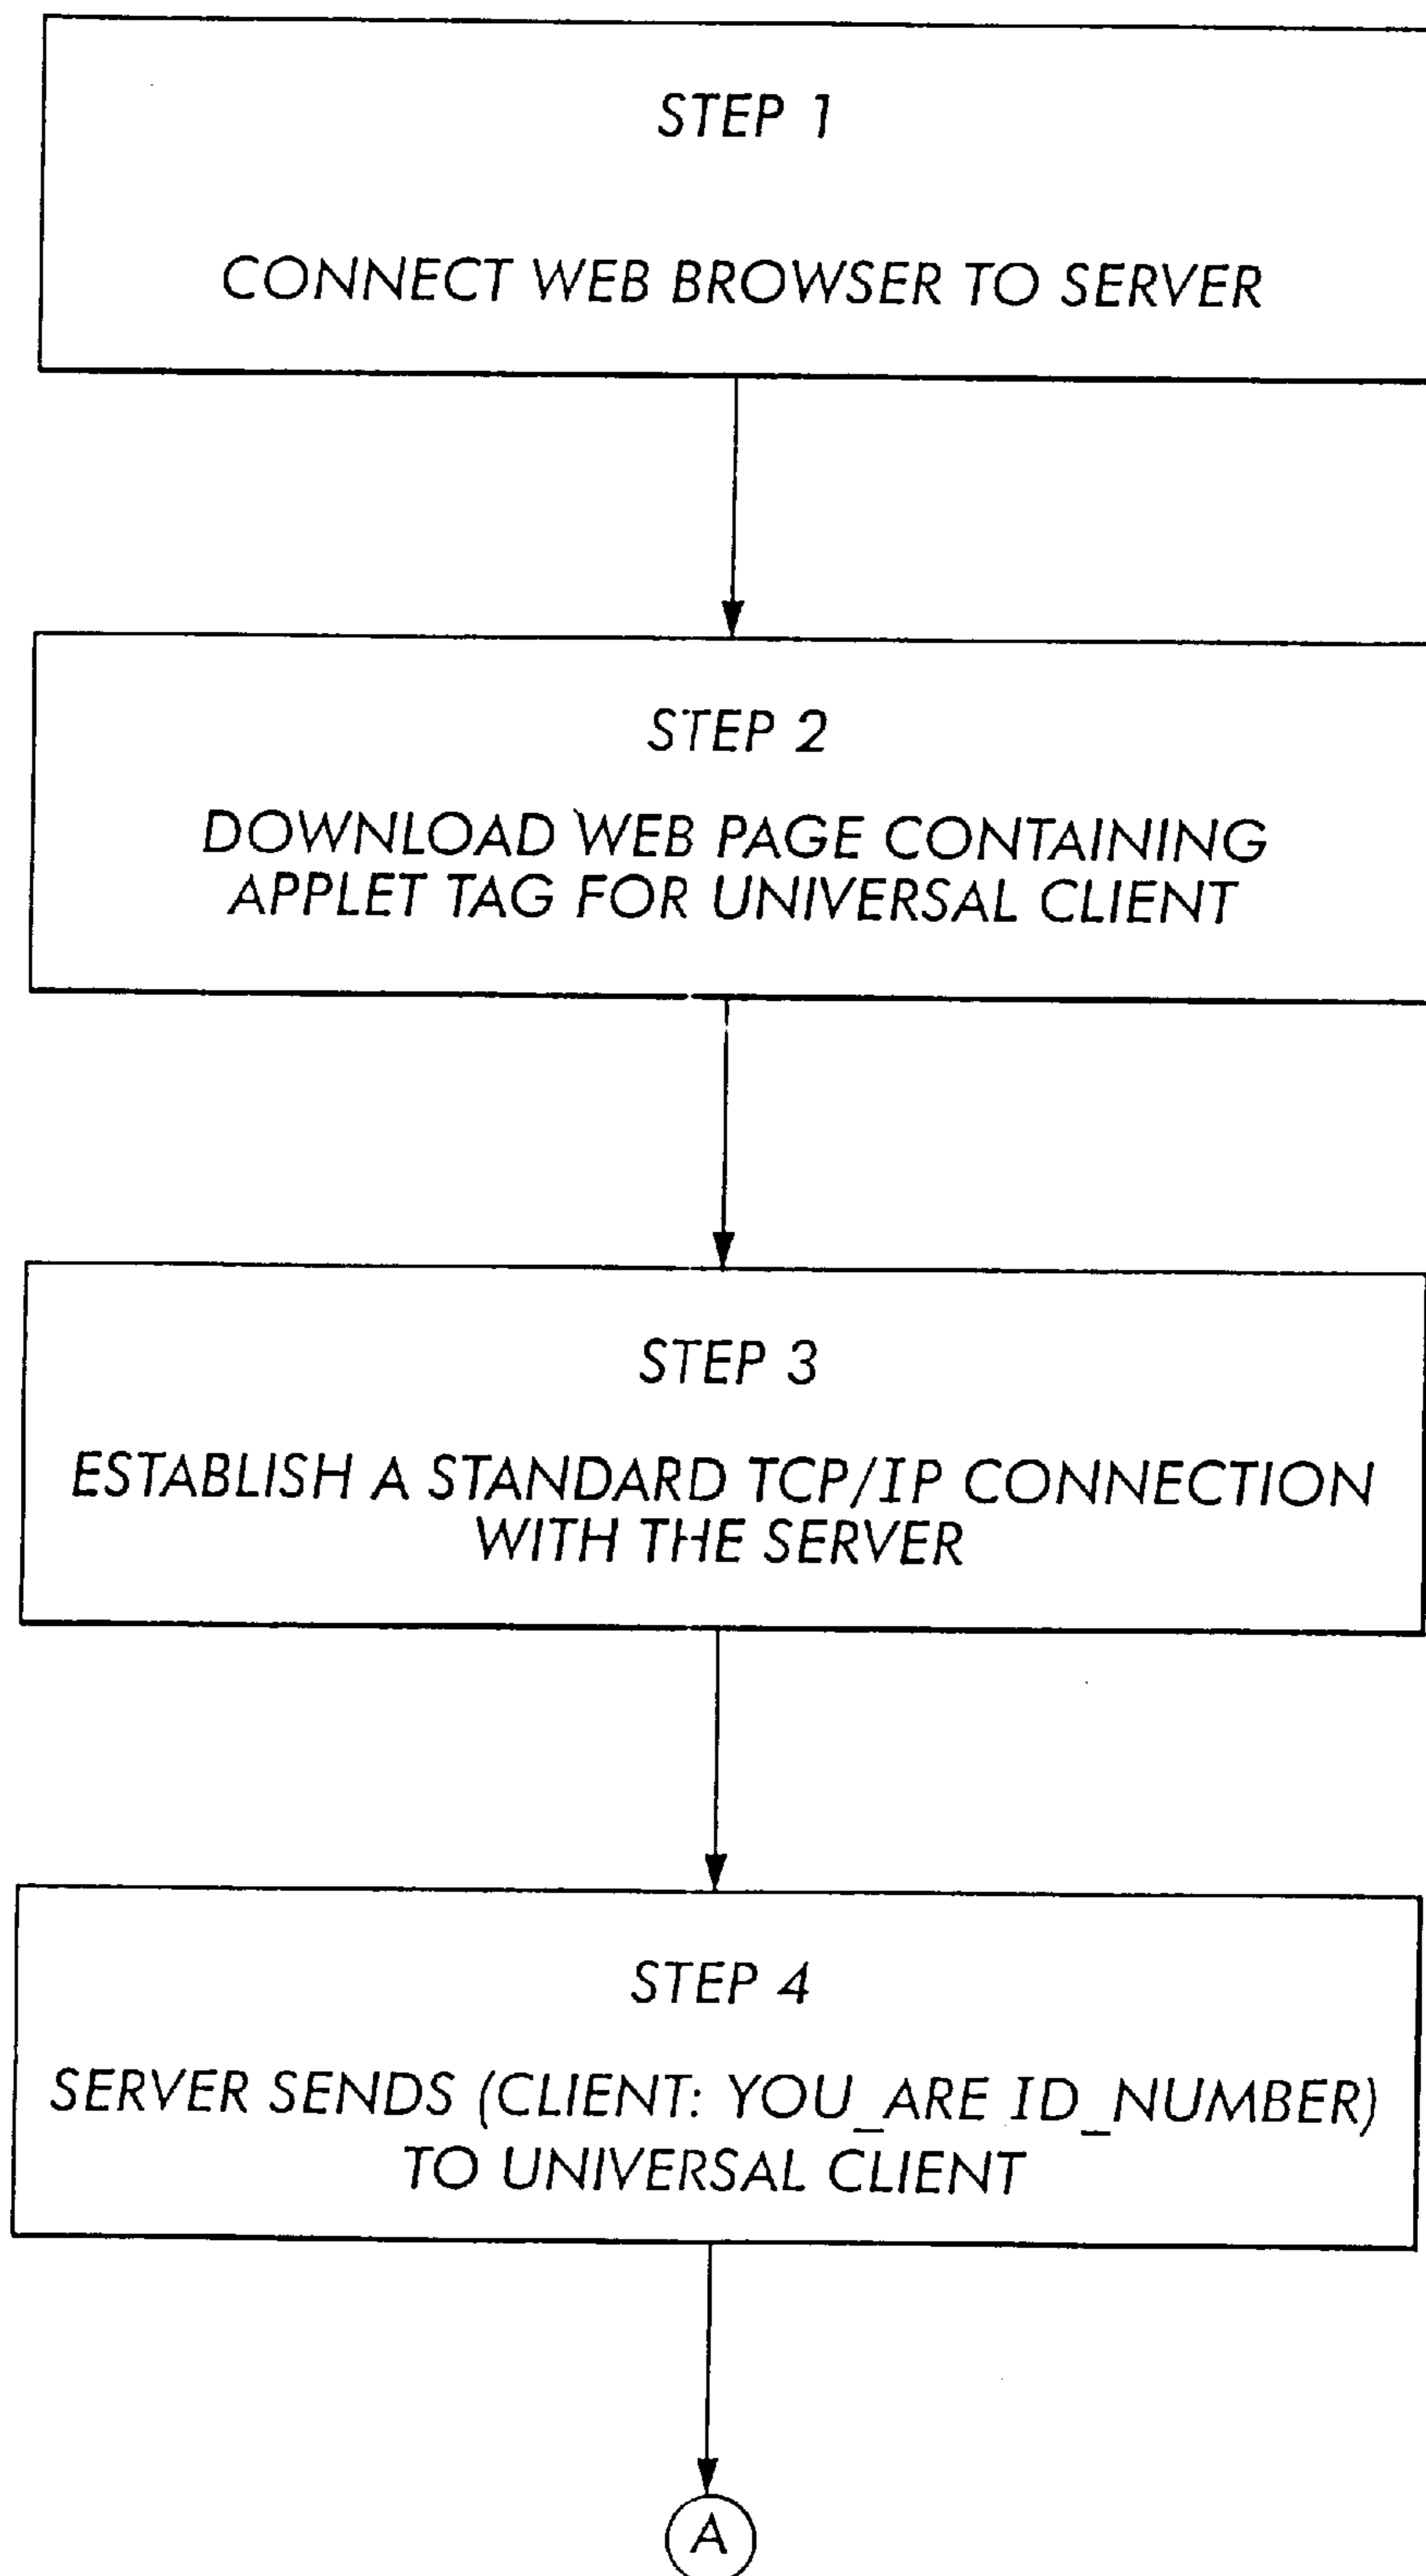 STEP 1
CONNECT WEB BROWSER TO SERVER
STEP 2
DOWNLOAD WEB PAGE CONTAINING
APPLET TAG FOR UNIVERSAL CLIENT
STEP 3
ESTABLISH A STANDARD TCP/IP CONNECTION
WITH THE SERVER
STEP 4
SERVER SENDS (CLIENT: YOU_ARE ID_NUMBER)
TO UNIVERSAL CLIENT
A